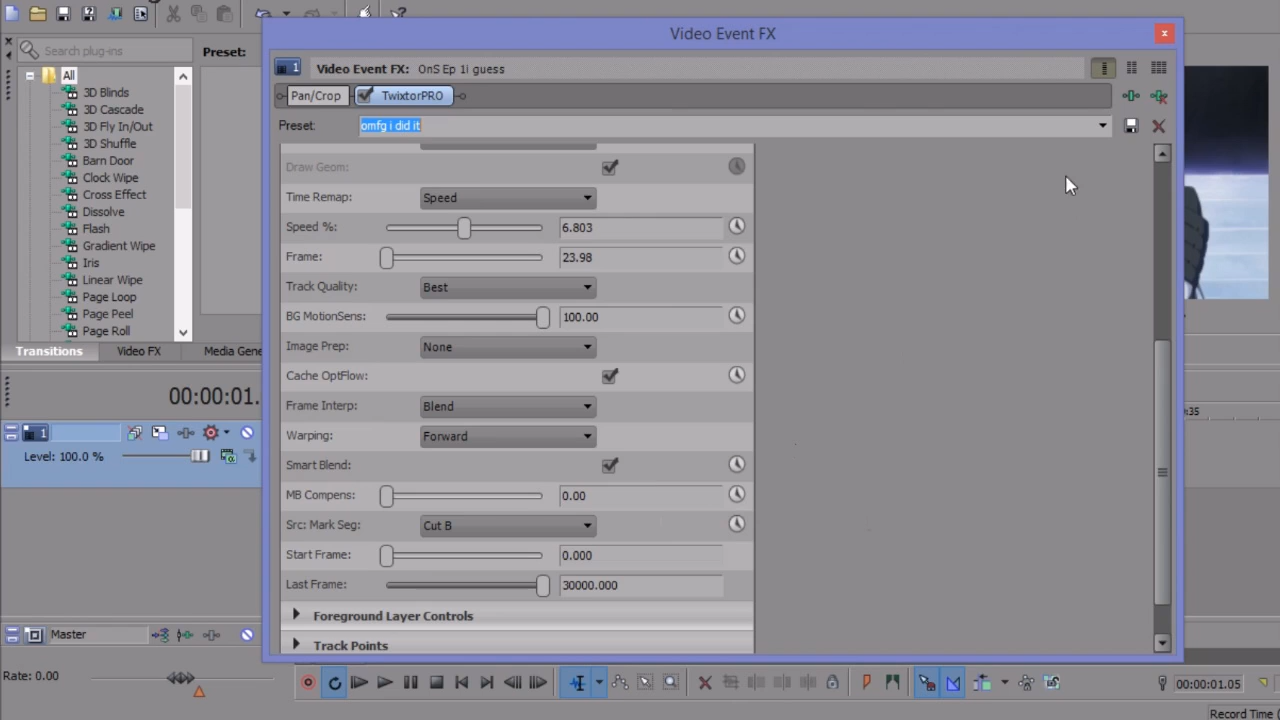 Video Event FX
Search plug-ins
Preset:
1
Video Event FX: OnS Ep 1i guess
Pan/Crop
TwixtorPRO
Preset:
omfg i did it
All
3D Blinds
3D Cascade
3D Fly In/Out
3D Shuffle
Barn Door
Clock Wipe
Cross Effect
Dissolve
Flash
Gradient Wipe
Iris
Linear Wipe
Page Loop
Page Peel
Page Roll
Transitions
Video FX
Media Gene
Draw Geom:
Time Remap: Speed
Speed %: 6.803
Frame: 23.98
Track Quality: Best
BG MotionSens: 100.00
Image Prep: None
Cache OptFlow:
Frame Interp: Blend
Warping: Forward
Smart Blend:
MB Compens: 0.00
Src: Mark Seg: Cut B
Start Frame: 0.000
Last Frame: 30000.000
Foreground Layer Controls
Track Points
00:00:01.
:35
1
Level: 100.0 %
Master
Rate: 0.00
00:00:01.05
Record Time (